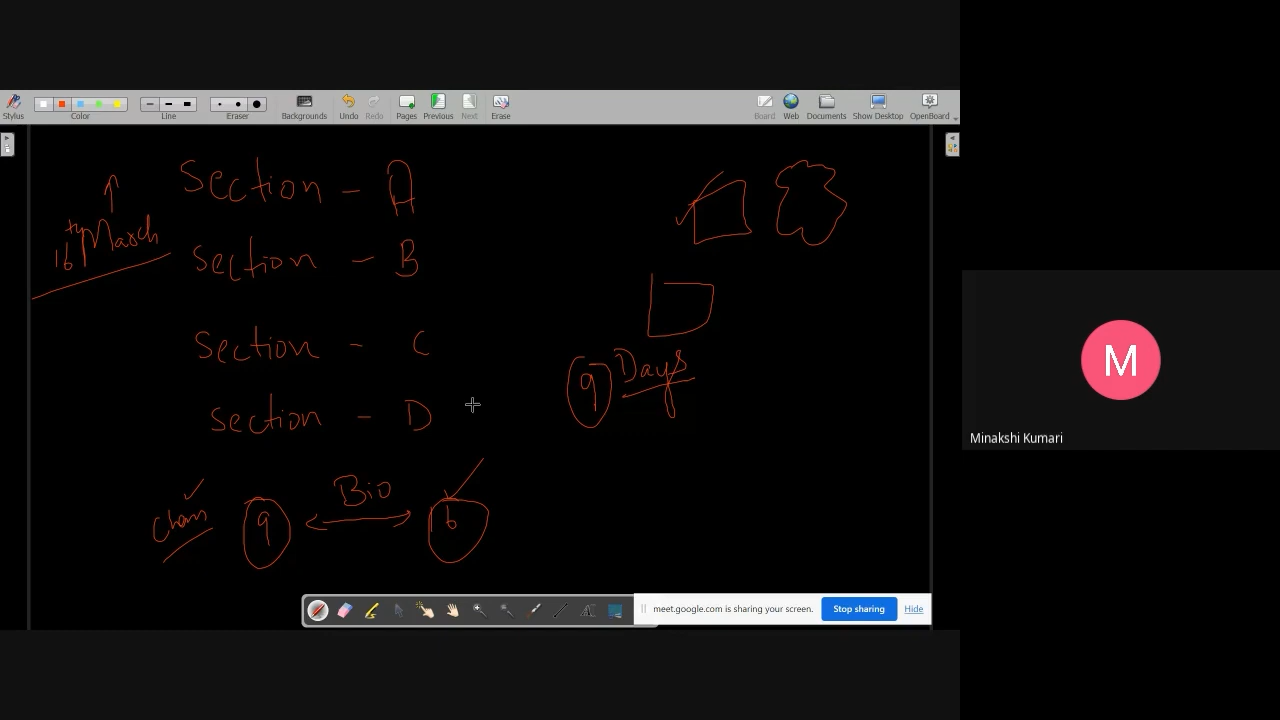 Stylus Color Line Eraser Backgrounds Undo Redo Pages Previous Next Erase Board Web Documents Show Desktop OpenBoard
Section - A
16th March
Section - B
Section - C
Section - D
9 Days
Chem 9 Bio 16
meet.google.com is sharing your screen. Stop sharing Hide
M
Minakshi Kumari